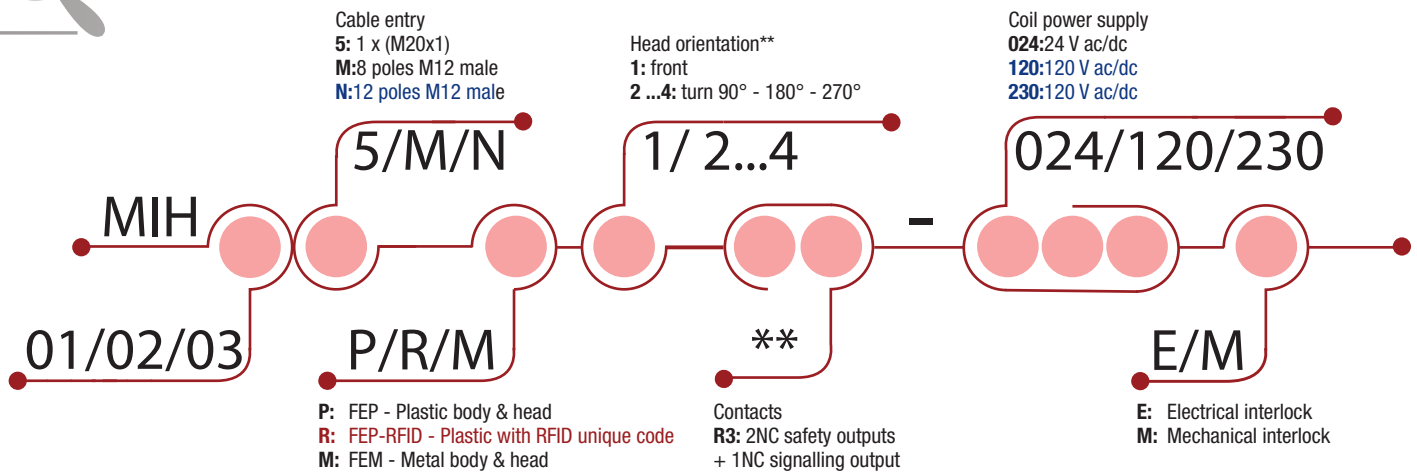 Cable entry
5: 1 x (M20x1)
M:8 poles M12 male
N:12 poles M12 male
Head orientation**
1: front
2 ...4: turn 90° - 180° - 270°
Coil power supply
024:24 V ac/dc
120:120 V ac/dc
230:120 V ac/dc
5/M/N
1/ 2...4
024/120/230
MIH
-
01/02/03
P/R/M
**
E/M
P: FEP - Plastic body & head
R: FEP-RFID - Plastic with RFID unique code
M: FEM - Metal body & head
Contacts
R3: 2NC safety outputs
+ 1NC signalling output
E: Electrical interlock
M: Mechanical interlock